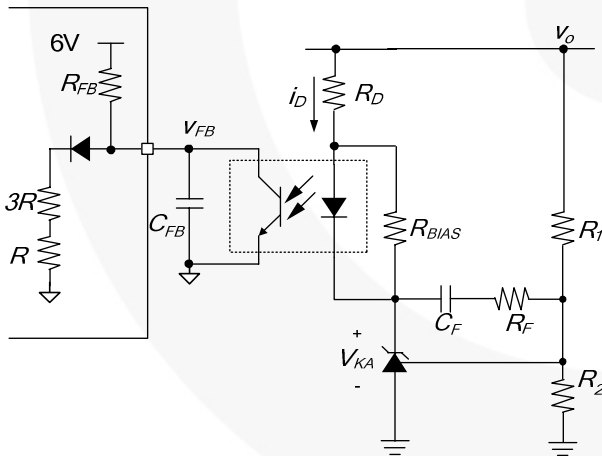 6V
R_FB
v_FB
3R
R
C_FB
i_D
R_D
v_o
R_BIAS
R_1
C_F
R_F
+
V_KA
-
R_2